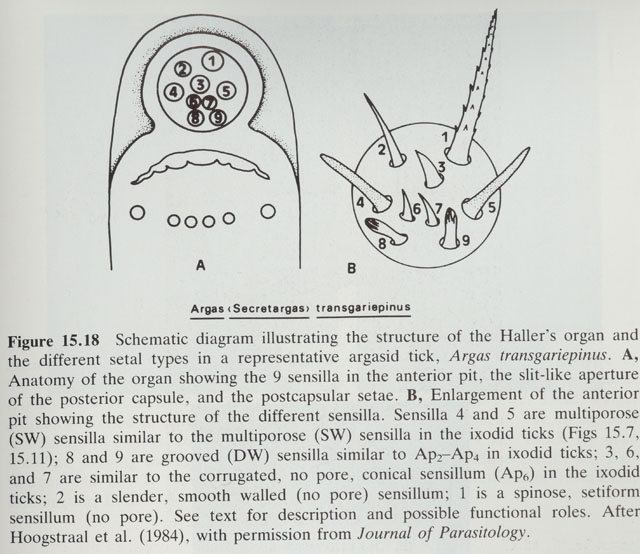 1
2
3
4
5
6
7
8
9
A
1
2
3
4
5
6
7
8
9
B
Argas (Secretargas) transgariepinus
Figure 15.18 Schematic diagram illustrating the structure of the Haller's organ and
the different setal types in a representative argasid tick, Argas transgariepinus. A,
Anatomy of the organ showing the 9 sensilla in the anterior pit, the slit-like aperture
of the posterior capsule, and the postcapsular setae. B, Enlargement of the anterior
pit showing the structure of the different sensilla. Sensilla 4 and 5 are multiporose
(SW) sensilla similar to the multiporose (SW) sensilla in the ixodid ticks (Figs 15.7,
15.11); 8 and 9 are grooved (DW) sensilla similar to Ap₂–Ap₄ in ixodid ticks; 3, 6,
and 7 are similar to the corrugated, no pore, conical sensillum (Ap₆) in the ixodid
ticks; 2 is a slender, smooth walled (no pore) sensillum; 1 is a spinose, setiform
sensillum (no pore). See text for description and possible functional roles. After
Hoogstraal et al. (1984), with permission from Journal of Parasitology.